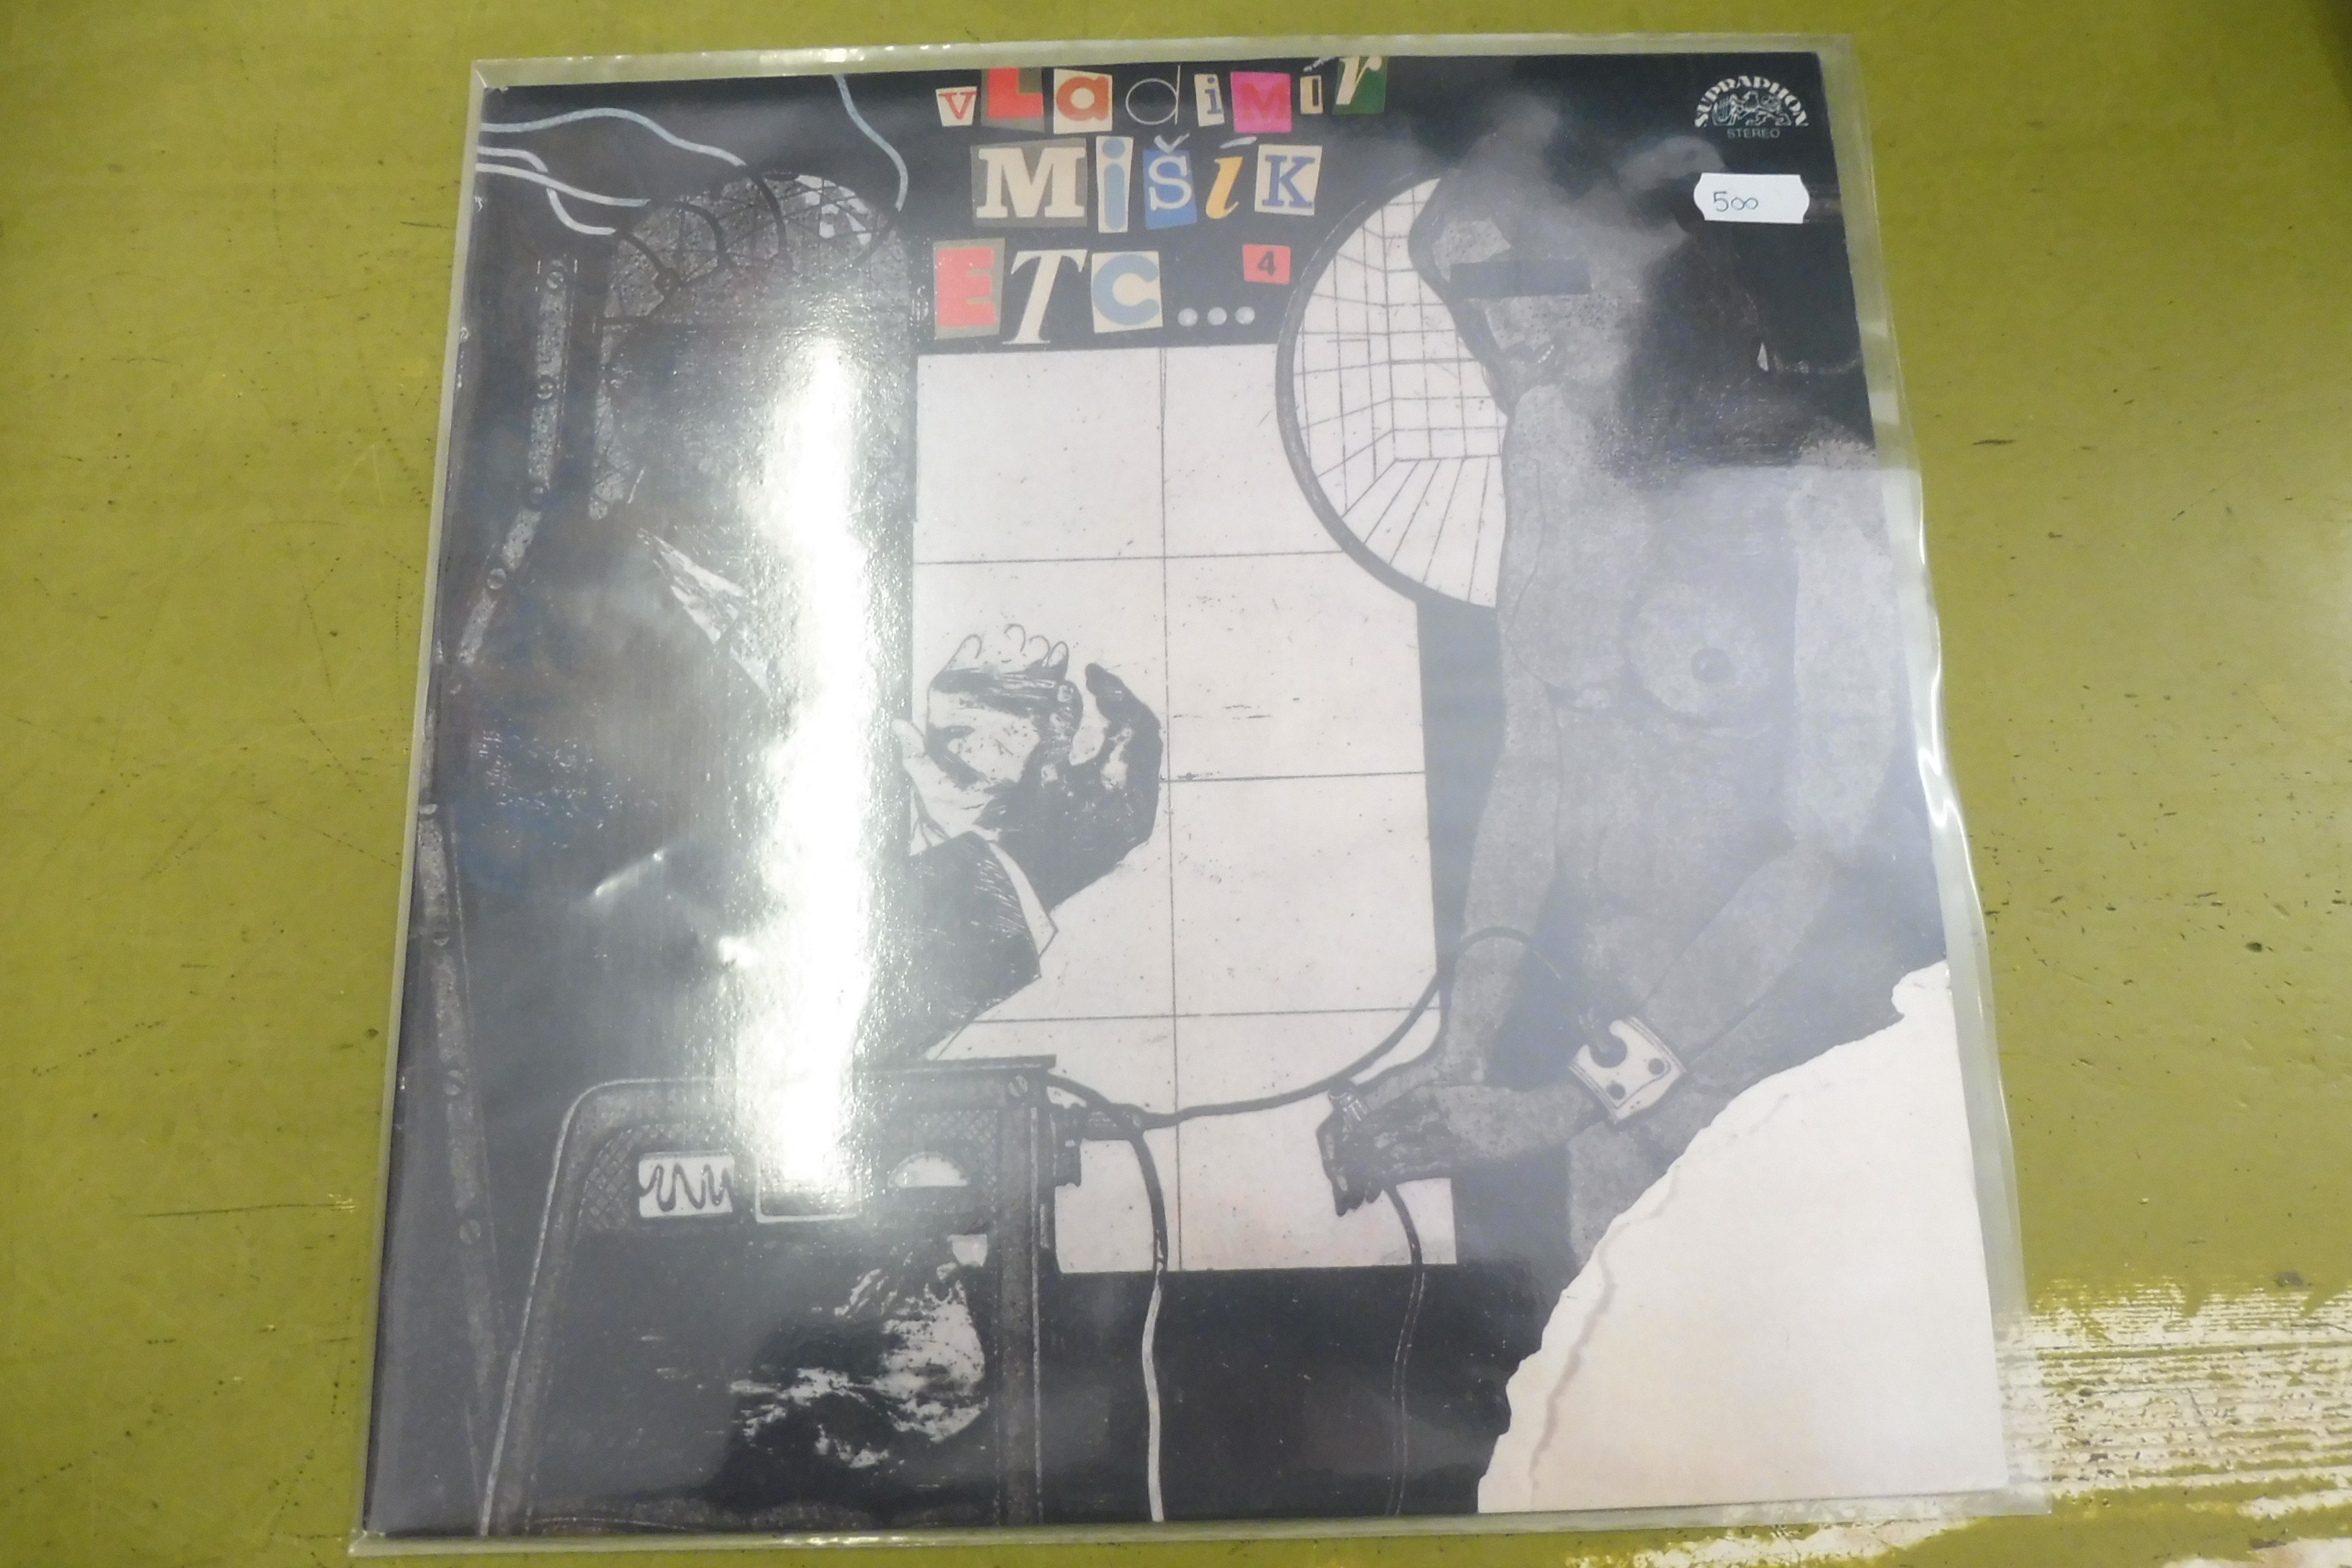 vLadiMír
Mišík
ETC... 4
SUPRAPHON
STEREO
500